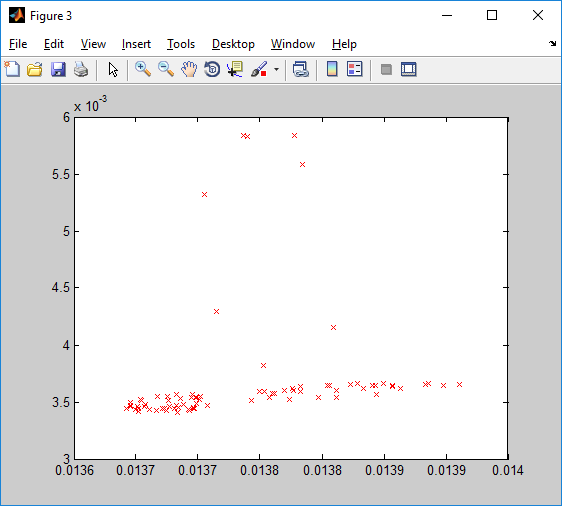 Figure 3
File Edit View Insert Tools Desktop Window Help
x 10-3
6
5.5
5
4.5
4
3.5
3
0.0136 0.0137 0.0137 0.0138 0.0138 0.0139 0.0139 0.014